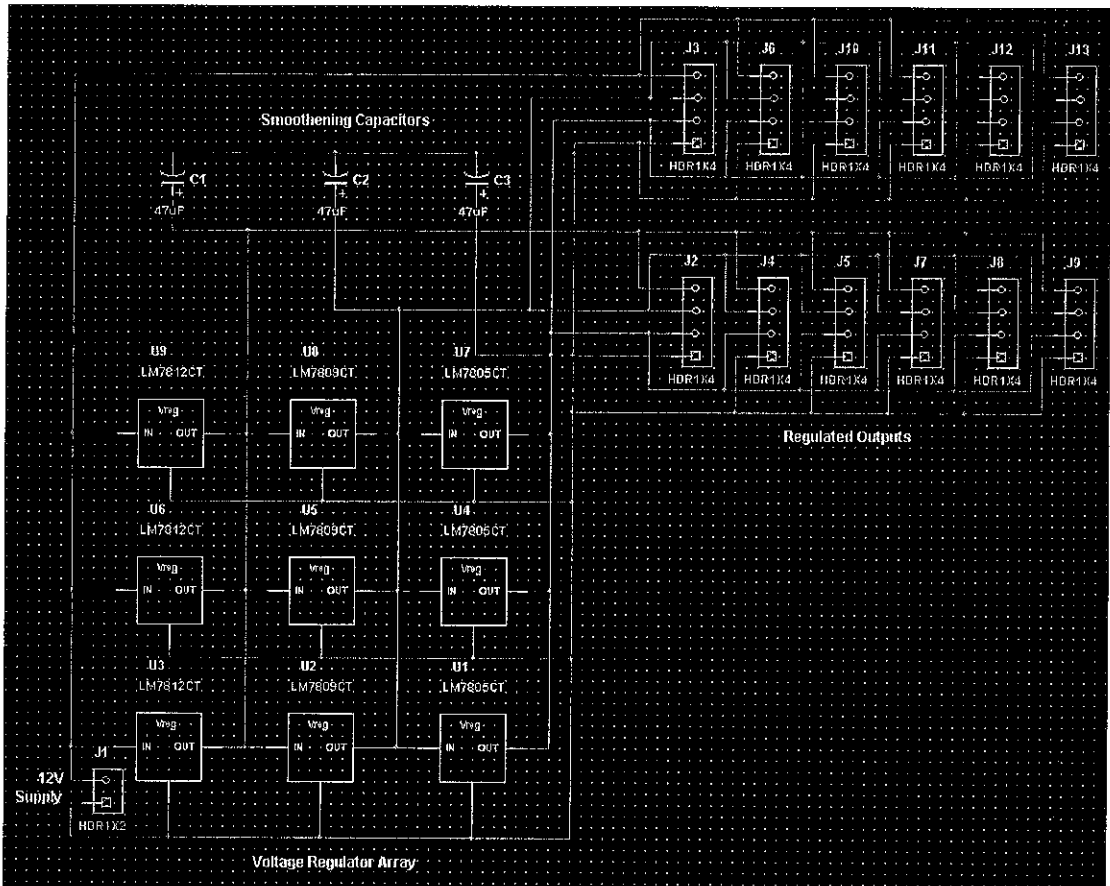 J3 J6 J10 J11 J12 J13
HDR1X4 HDR1X4 HDR1X4 HDR1X4 HDR1X4 HDR1X4
Smoothening Capacitors
C1 C2 C3
+ + +
47uF 47uF 47uF
J2 J4 J5 J7 J8 J9
HDR1X4 HDR1X4 HDR1X4 HDR1X4 HDR1X4 HDR1X4
Regulated Outputs
U9 U8 U7
LM7812CT LM7809CT LM7805CT
Vreg Vreg Vreg
IN OUT IN OUT IN OUT
U6 U5 U4
LM7812CT LM7809CT LM7805CT
Vreg Vreg Vreg
IN OUT IN OUT IN OUT
U3 U2 U1
LM7812CT LM7809CT LM7805CT
Vreg Vreg Vreg
IN OUT IN OUT IN OUT
J1
12V
Supply
HDR1X2
Voltage Regulator Array